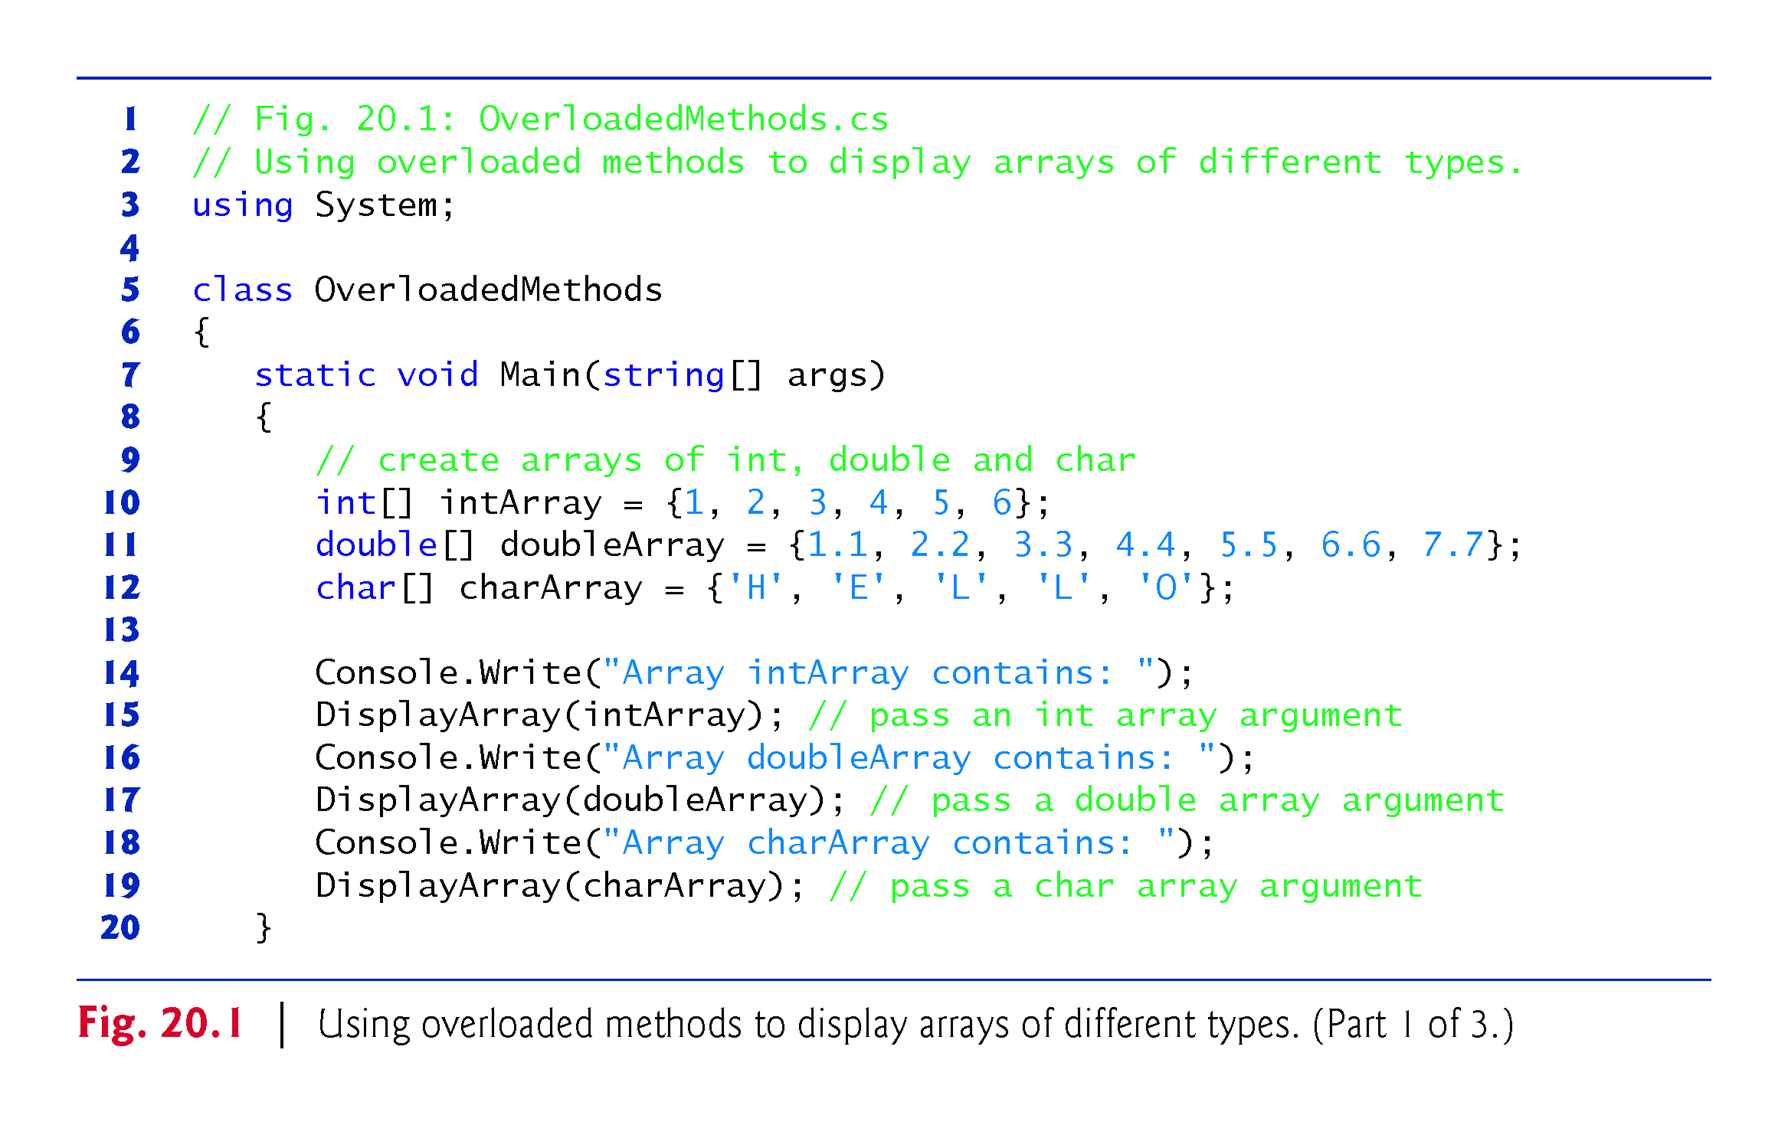 1 // Fig. 20.1: OverloadedMethods.cs
2 // Using overloaded methods to display arrays of different types.
3 using System;
4
5 class OverloadedMethods
6 {
7    static void Main(string[] args)
8    {
9       // create arrays of int, double and char
10       int[] intArray = {1, 2, 3, 4, 5, 6};
11       double[] doubleArray = {1.1, 2.2, 3.3, 4.4, 5.5, 6.6, 7.7};
12       char[] charArray = {'H', 'E', 'L', 'L', 'O'};
13
14       Console.Write("Array intArray contains: ");
15       DisplayArray(intArray); // pass an int array argument
16       Console.Write("Array doubleArray contains: ");
17       DisplayArray(doubleArray); // pass a double array argument
18       Console.Write("Array charArray contains: ");
19       DisplayArray(charArray); // pass a char array argument
20    }
Fig. 20.1 | Using overloaded methods to display arrays of different types. (Part 1 of 3.)